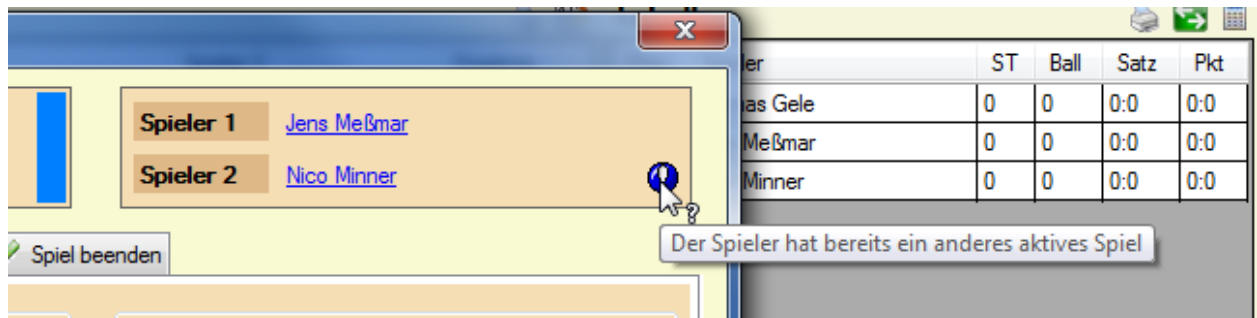 ler ST Ball Satz Pkt
Spieler 1 Jens Meßmar
as Gele 0 0 0:0 0:0
Meßmar 0 0 0:0 0:0
Spieler 2 Nico Minner
Minner 0 0 0:0 0:0
Der Spieler hat bereits ein anderes aktives Spiel
Spiel beenden